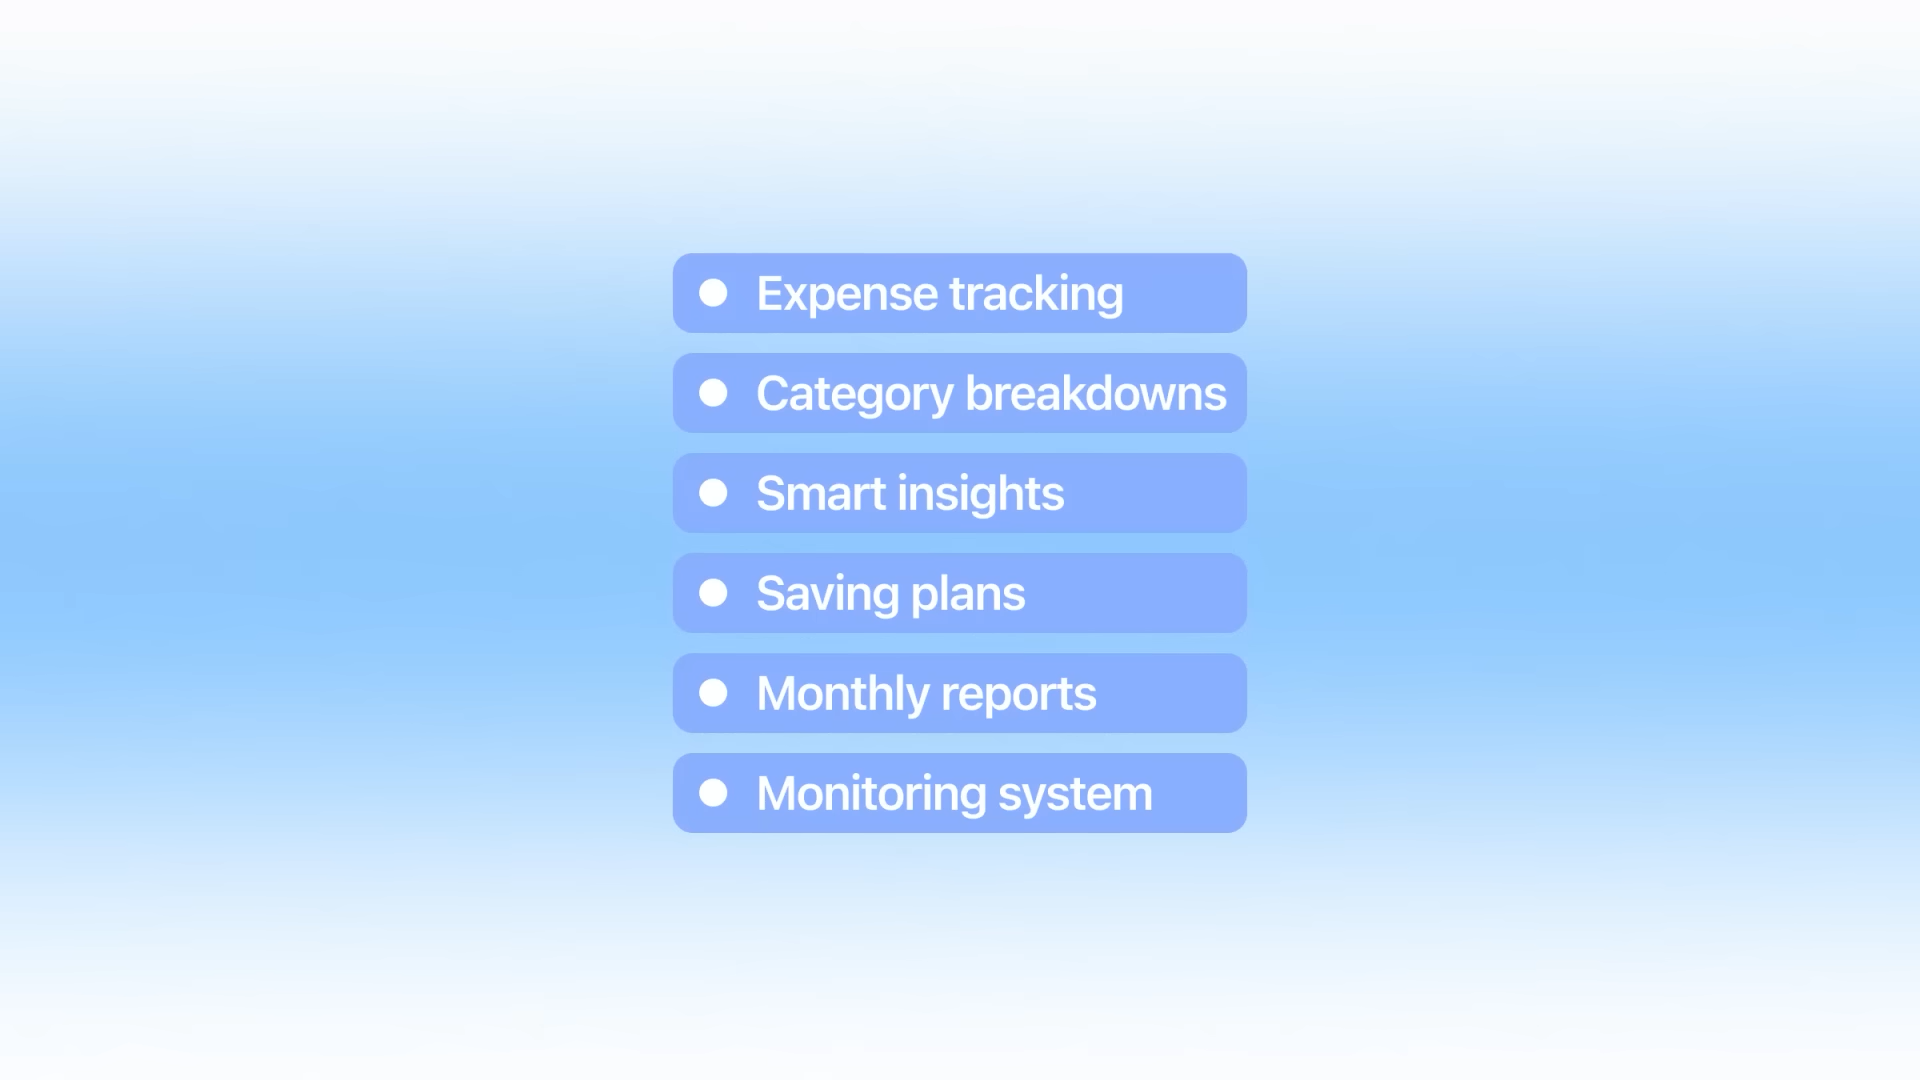 Expense tracking
Category breakdowns
Smart insights
Saving plans
Monthly reports
Monitoring system